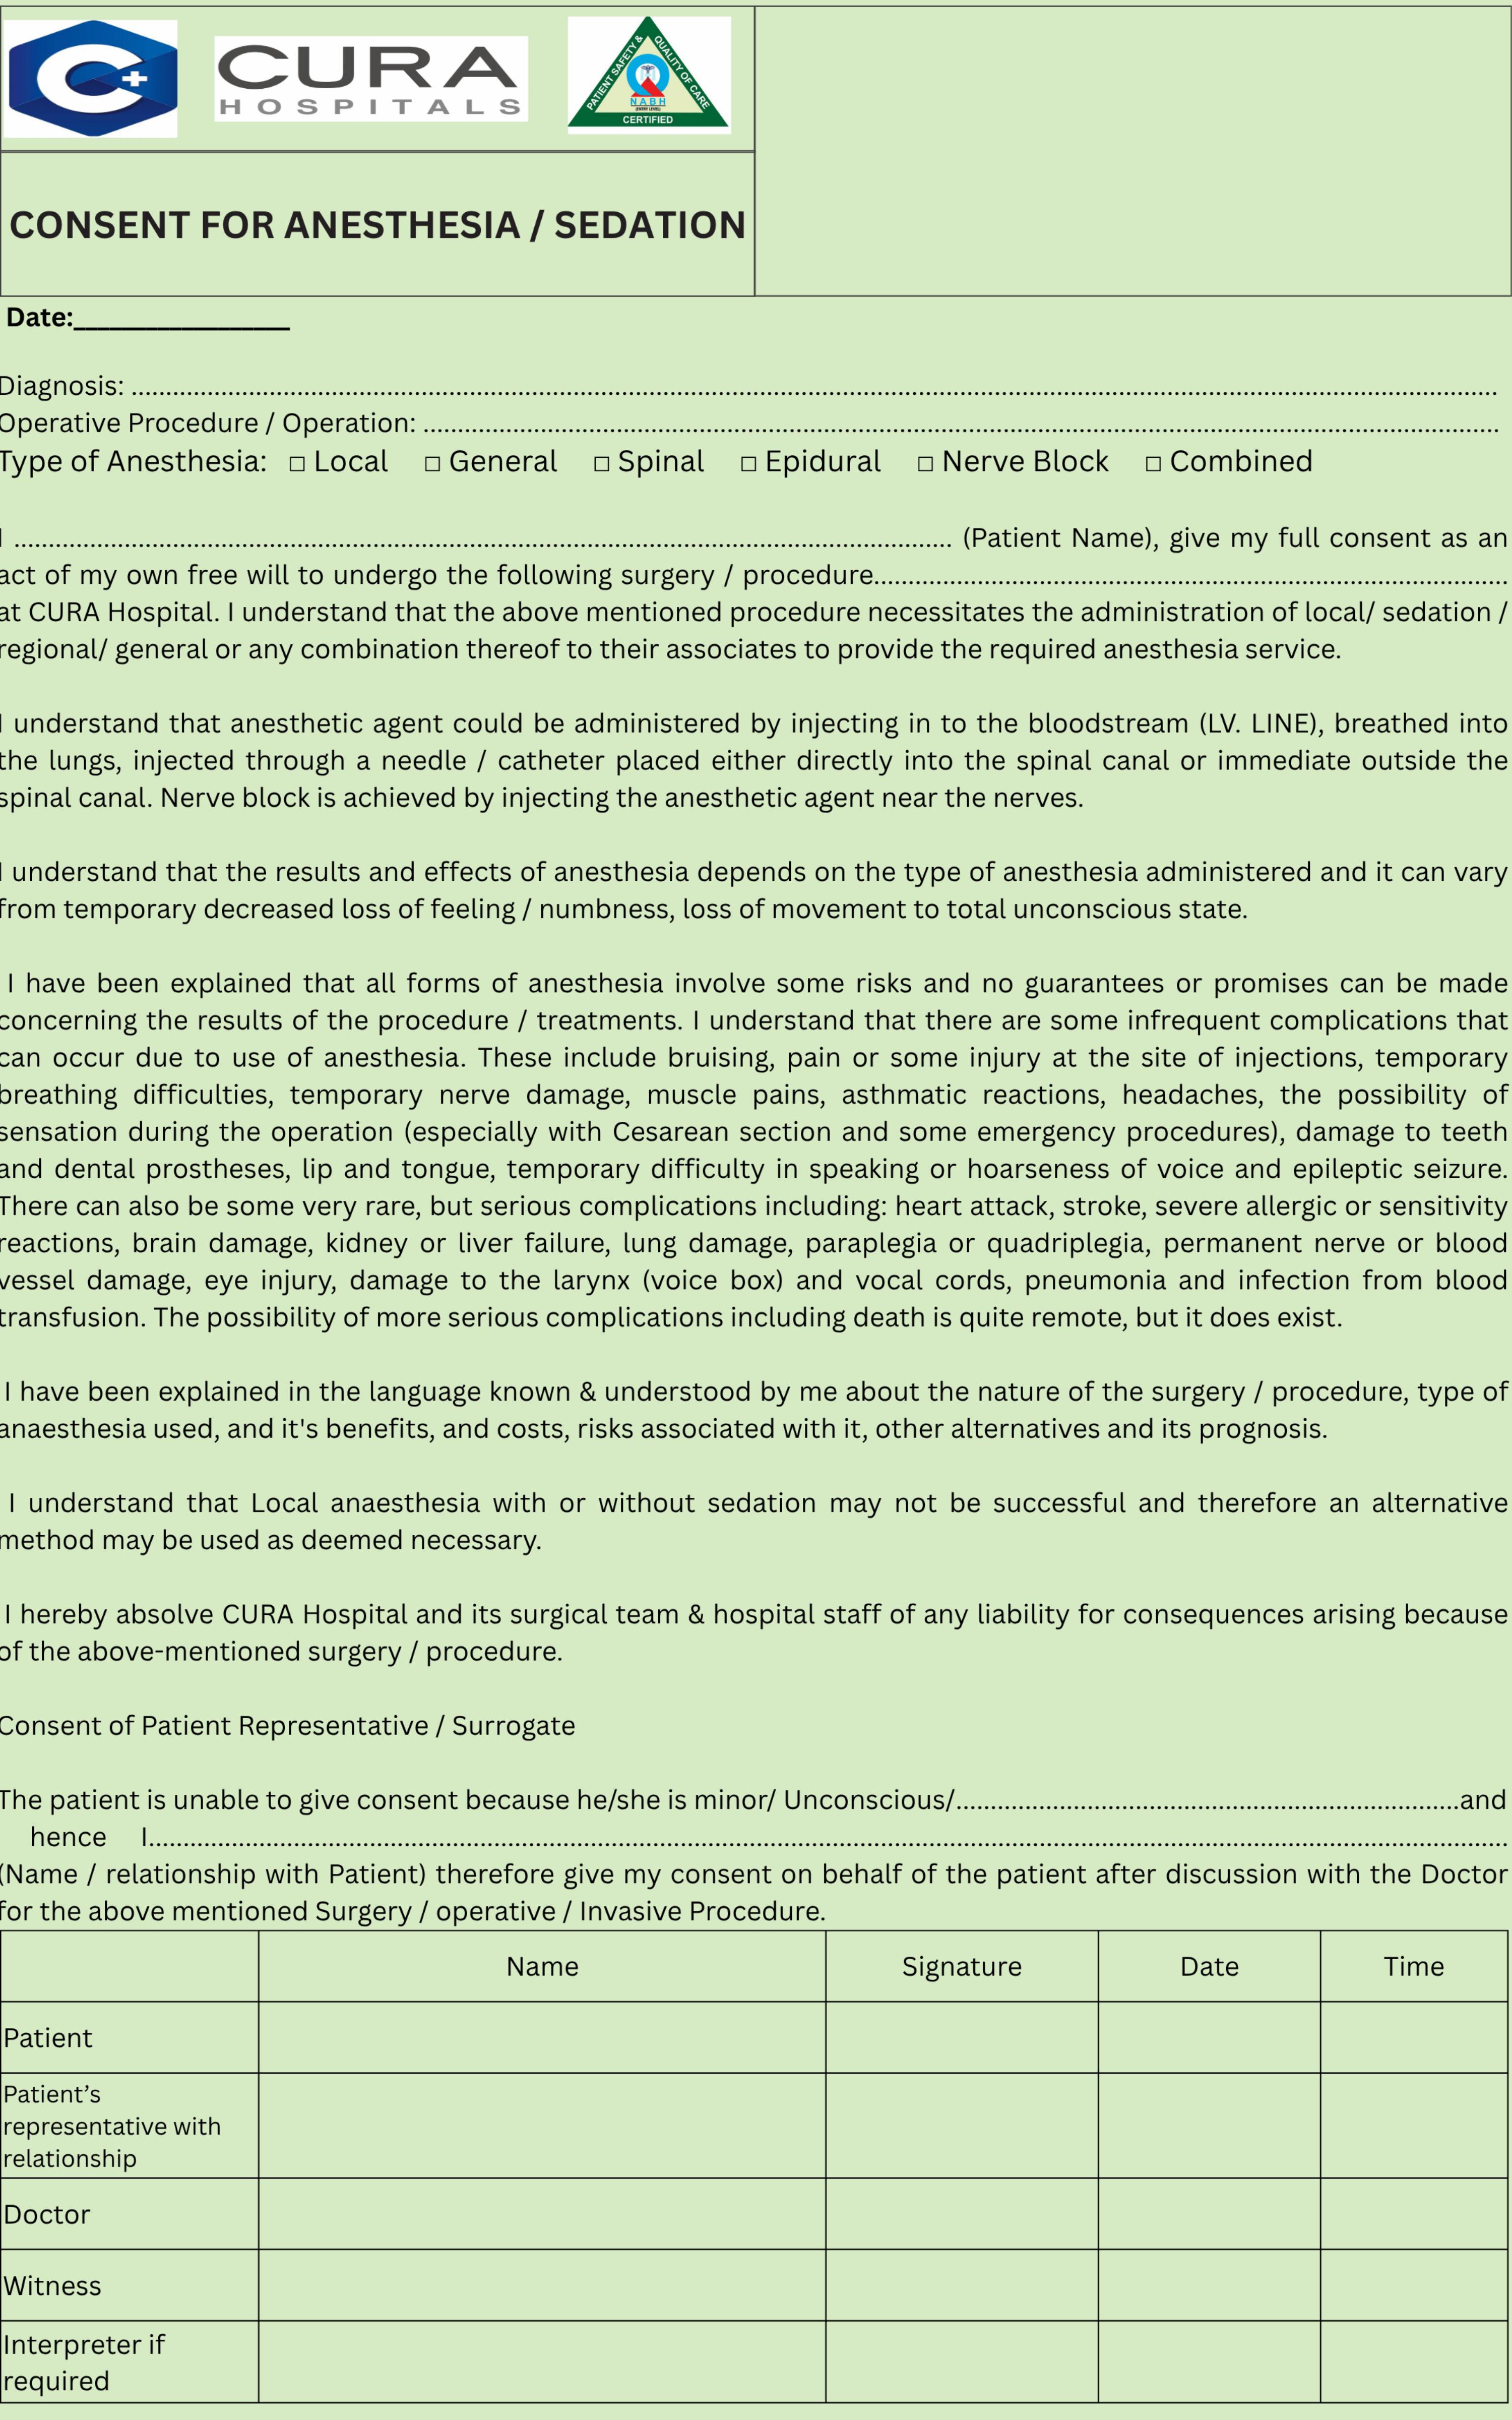 C+
CURA
HOSPITALS
PATIENT SAFETY & QUALITY OF CARE
NABH
(ENTRY LEVEL)
CERTIFIED
CONSENT FOR ANESTHESIA / SEDATION
Date:__________________
Diagnosis: ....................................................................................................
Operative Procedure / Operation: ....................................................................................................
Type of Anesthesia: □ Local □ General □ Spinal □ Epidural □ Nerve Block □ Combined
I .................................................................................................... (Patient Name), give my full consent as an
act of my own free will to undergo the following surgery / procedure....................................................................................................
at CURA Hospital. I understand that the above mentioned procedure necessitates the administration of local/ sedation /
regional/ general or any combination thereof to their associates to provide the required anesthesia service.
I understand that anesthetic agent could be administered by injecting in to the bloodstream (LV. LINE), breathed into
the lungs, injected through a needle / catheter placed either directly into the spinal canal or immediate outside the
spinal canal. Nerve block is achieved by injecting the anesthetic agent near the nerves.
I understand that the results and effects of anesthesia depends on the type of anesthesia administered and it can vary
from temporary decreased loss of feeling / numbness, loss of movement to total unconscious state.
I have been explained that all forms of anesthesia involve some risks and no guarantees or promises can be made
concerning the results of the procedure / treatments. I understand that there are some infrequent complications that
can occur due to use of anesthesia. These include bruising, pain or some injury at the site of injections, temporary
breathing difficulties, temporary nerve damage, muscle pains, asthmatic reactions, headaches, the possibility of
sensation during the operation (especially with Cesarean section and some emergency procedures), damage to teeth
and dental prostheses, lip and tongue, temporary difficulty in speaking or hoarseness of voice and epileptic seizure.
There can also be some very rare, but serious complications including: heart attack, stroke, severe allergic or sensitivity
reactions, brain damage, kidney or liver failure, lung damage, paraplegia or quadriplegia, permanent nerve or blood
vessel damage, eye injury, damage to the larynx (voice box) and vocal cords, pneumonia and infection from blood
transfusion. The possibility of more serious complications including death is quite remote, but it does exist.
I have been explained in the language known & understood by me about the nature of the surgery / procedure, type of
anaesthesia used, and it's benefits, and costs, risks associated with it, other alternatives and its prognosis.
I understand that Local anaesthesia with or without sedation may not be successful and therefore an alternative
method may be used as deemed necessary.
I hereby absolve CURA Hospital and its surgical team & hospital staff of any liability for consequences arising because
of the above-mentioned surgery / procedure.
Consent of Patient Representative / Surrogate
The patient is unable to give consent because he/she is minor/ Unconscious/..........................................................................and
hence I....................................................................................................
(Name / relationship with Patient) therefore give my consent on behalf of the patient after discussion with the Doctor
for the above mentioned Surgery / operative / Invasive Procedure.
Name Signature Date Time
Patient
Patient’s
representative with
relationship
Doctor
Witness
Interpreter if
required